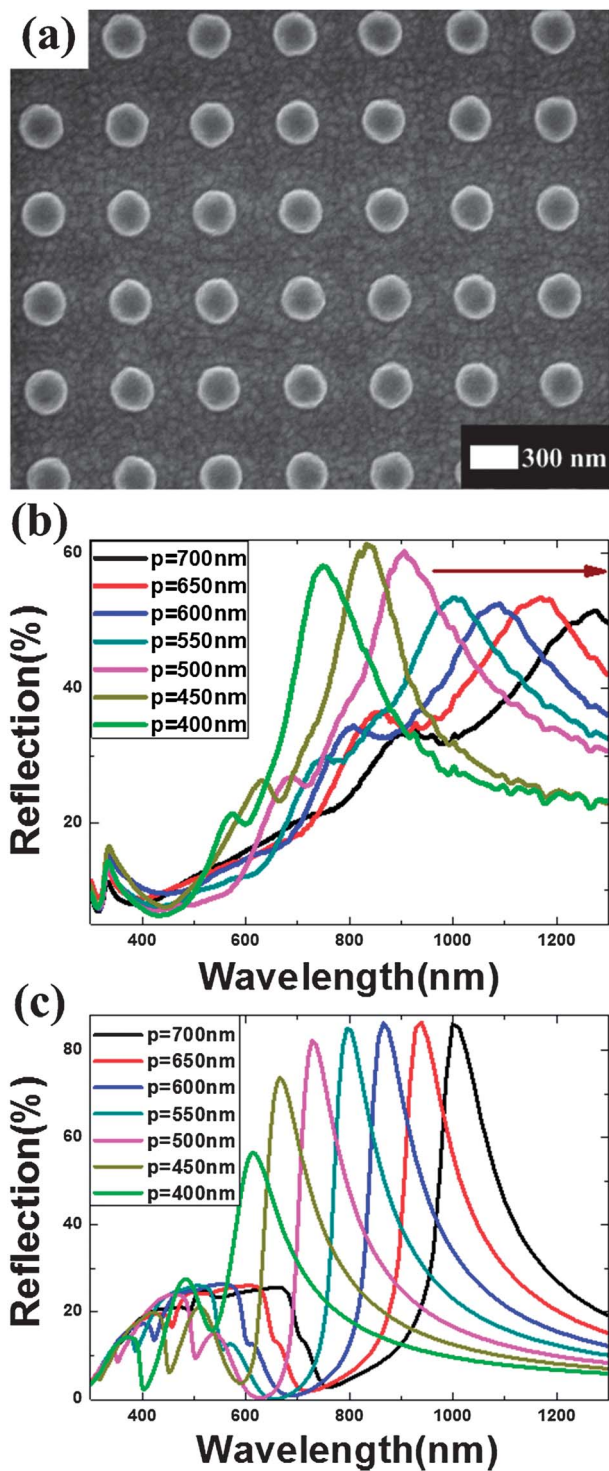 (a)
300 nm
(b)
60
40
20
Reflection(%)
p=700nm
p=650nm
p=600nm
p=550nm
p=500nm
p=450nm
p=400nm
400 600 800 1000 1200
Wavelength(nm)
(c)
80
60
40
20
0
Reflection(%)
p=700nm
p=650nm
p=600nm
p=550nm
p=500nm
p=450nm
p=400nm
400 600 800 1000 1200
Wavelength(nm)